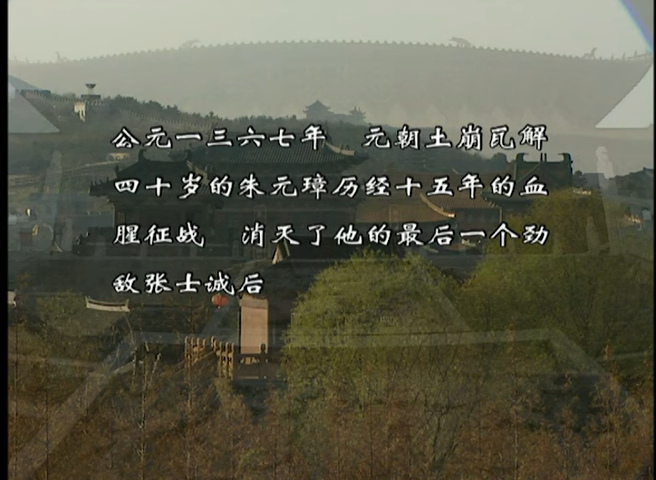 公元一三六七年 元朝土崩瓦解
四十岁的朱元璋历经十五年的血
腥征战 消灭了他的最后一个劲
敌张士诚后